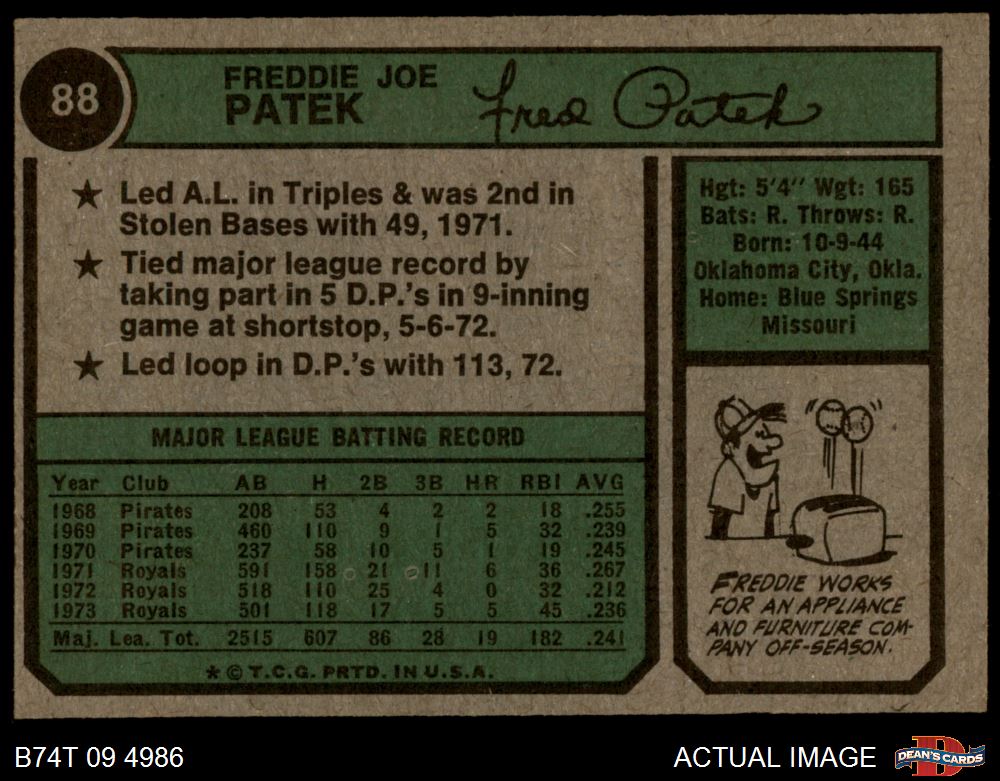 88
FREDDIE JOE
PATEK
Fred Patek
★ Led A.L. in Triples & was 2nd in
Stolen Bases with 49, 1971.
★ Tied major league record by
taking part in 5 D.P.'s in 9-inning
game at shortstop, 5-6-72.
★ Led loop in D.P.'s with 113, 72.
Hgt: 5'4" Wgt: 165
Bats: R. Throws: R.
Born: 10-9-44
Oklahoma City, Okla.
Home: Blue Springs
Missouri
MAJOR LEAGUE BATTING RECORD
Year Club AB H 2B 3B HR RBI AVG
1968 Pirates 208 53 4 2 2 18 .255
1969 Pirates 460 110 9 1 5 32 .239
1970 Pirates 237 58 10 5 1 19 .245
1971 Royals 591 158 21 11 6 36 .267
1972 Royals 518 110 25 4 0 32 .212
1973 Royals 501 118 17 5 5 45 .236
Maj. Lea. Tot. 2515 607 86 28 19 182 .241
* © T.C.G. PRTD. IN U.S.A.
FREDDIE WORKS
FOR AN APPLIANCE
AND FURNITURE COM-
PANY OFF-SEASON.
B74T 09 4986
ACTUAL IMAGE
D
DEAN'S CARDS